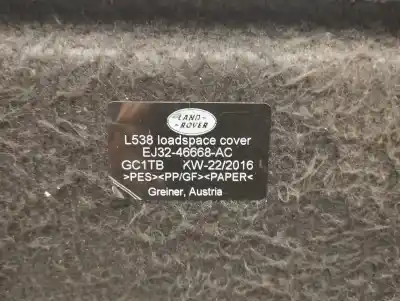 LAND
ROVER
L538 loadspace cover
EJ32-46668-AC
GC1TB KW-22/2016
>PES<>PP/GF><PAPER<
Greiner, Austria